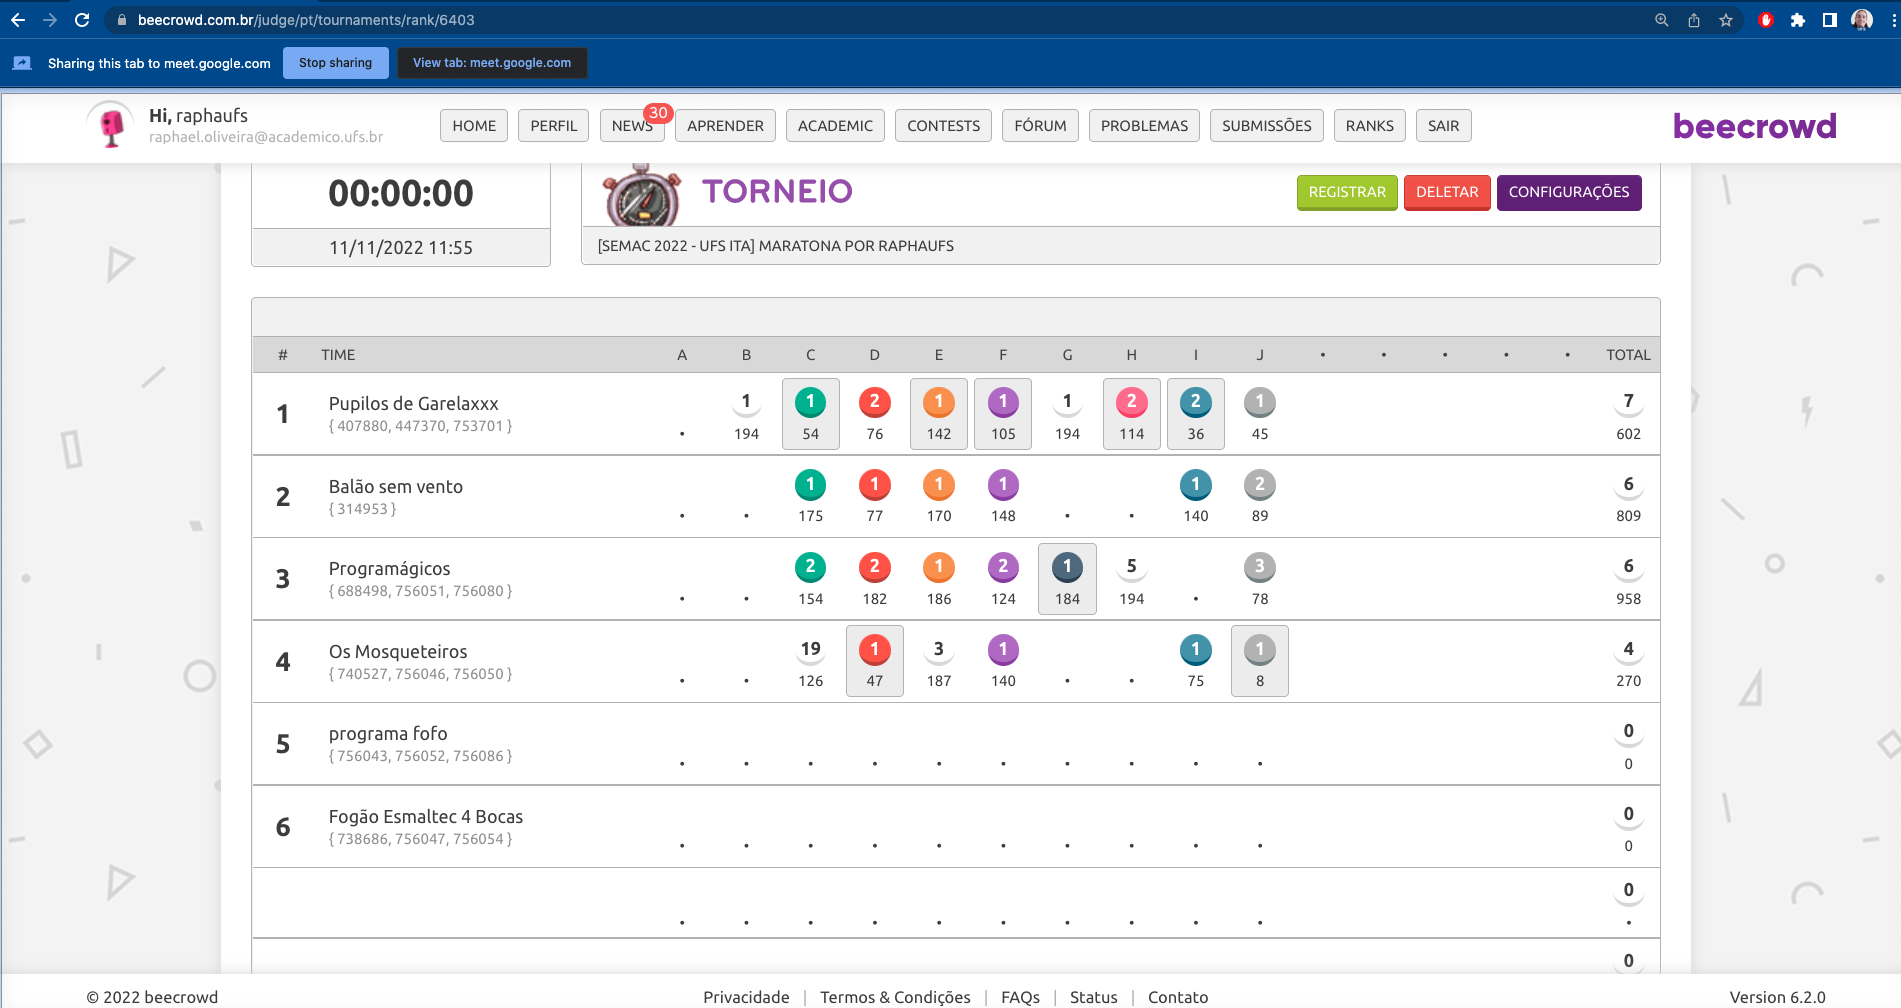 beecrowd.com.br/judge/pt/tournaments/rank/6403
Sharing this tab to meet.google.com Stop sharing View tab: meet.google.com
Hi, raphaufs
raphael.oliveira@academico.ufs.br
HOME PERFIL NEWS 30 APRENDER ACADEMIC CONTESTS FÓRUM PROBLEMAS SUBMISSÕES RANKS SAIR
beecrowd
00:00:00
11/11/2022 11:55
TORNEIO
REGISTRAR DELETAR CONFIGURAÇÕES
[SEMAC 2022 - UFS ITA] MARATONA POR RAPHAUFS
# TIME A B C D E F G H I J • • • • • TOTAL
1 Pupilos de Garelaxxx 1 1 2 1 1 1 2 2 1 7
{ 407880, 447370, 753701 } • 194 54 76 142 105 194 114 36 45 602
2 Balão sem vento 1 1 1 1 1 2 6
{ 314953 } • • 175 77 170 148 • • 140 89 809
3 Programágicos 2 2 1 2 1 5 3 6
{ 688498, 756051, 756080 } • • 154 182 186 124 184 194 • 78 958
4 Os Mosqueteiros 19 1 3 1 1 1 4
{ 740527, 756046, 756050 } • • 126 47 187 140 • • 75 8 270
5 programa fofo 0
{ 756043, 756052, 756086 } • • • • • • • • • • 0
6 Fogão Esmaltec 4 Bocas 0
{ 738686, 756047, 756054 } • • • • • • • • • • 0
0
• • • • • • • • • • •
0
© 2022 beecrowd Privacidade | Termos & Condições | FAQs | Status | Contato Version 6.2.0